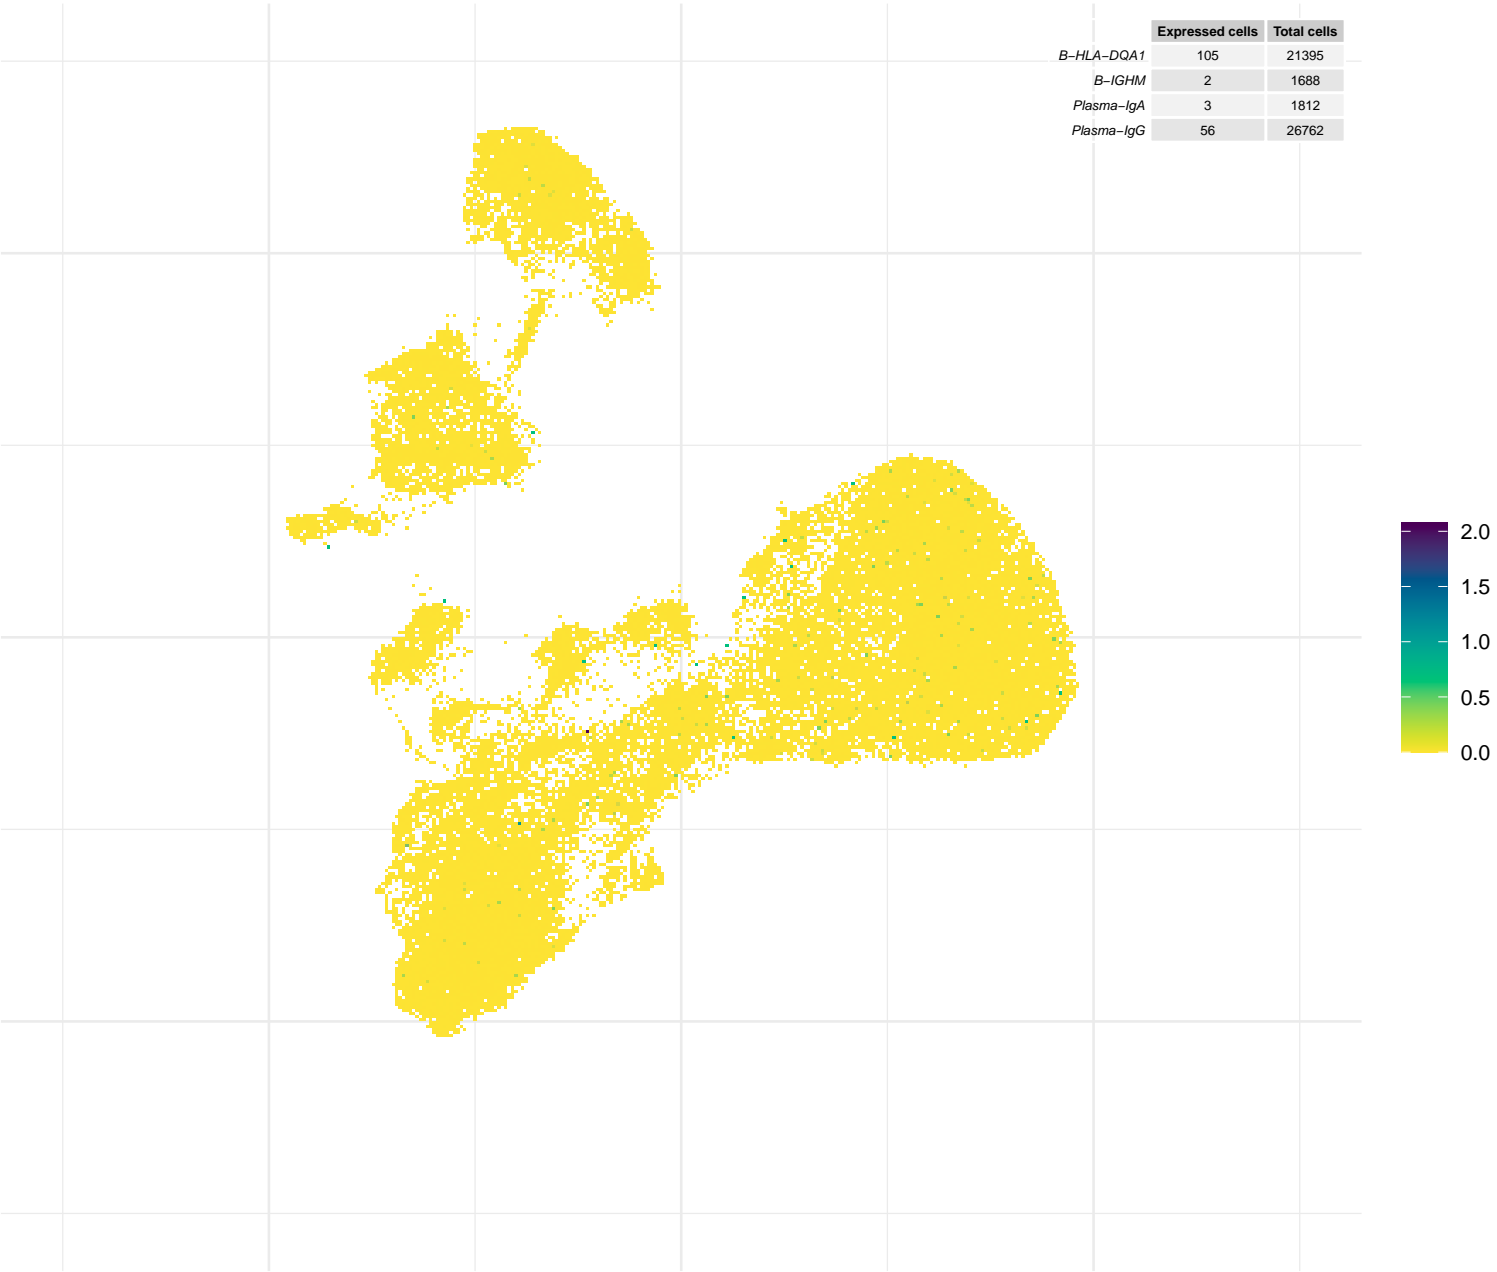 Expressed cells Total cells
B−HLA−DQA1 105 21395
B−IGHM 2 1688
Plasma−IgA 3 1812
Plasma−IgG 56 26762
2.0
1.5
1.0
0.5
0.0